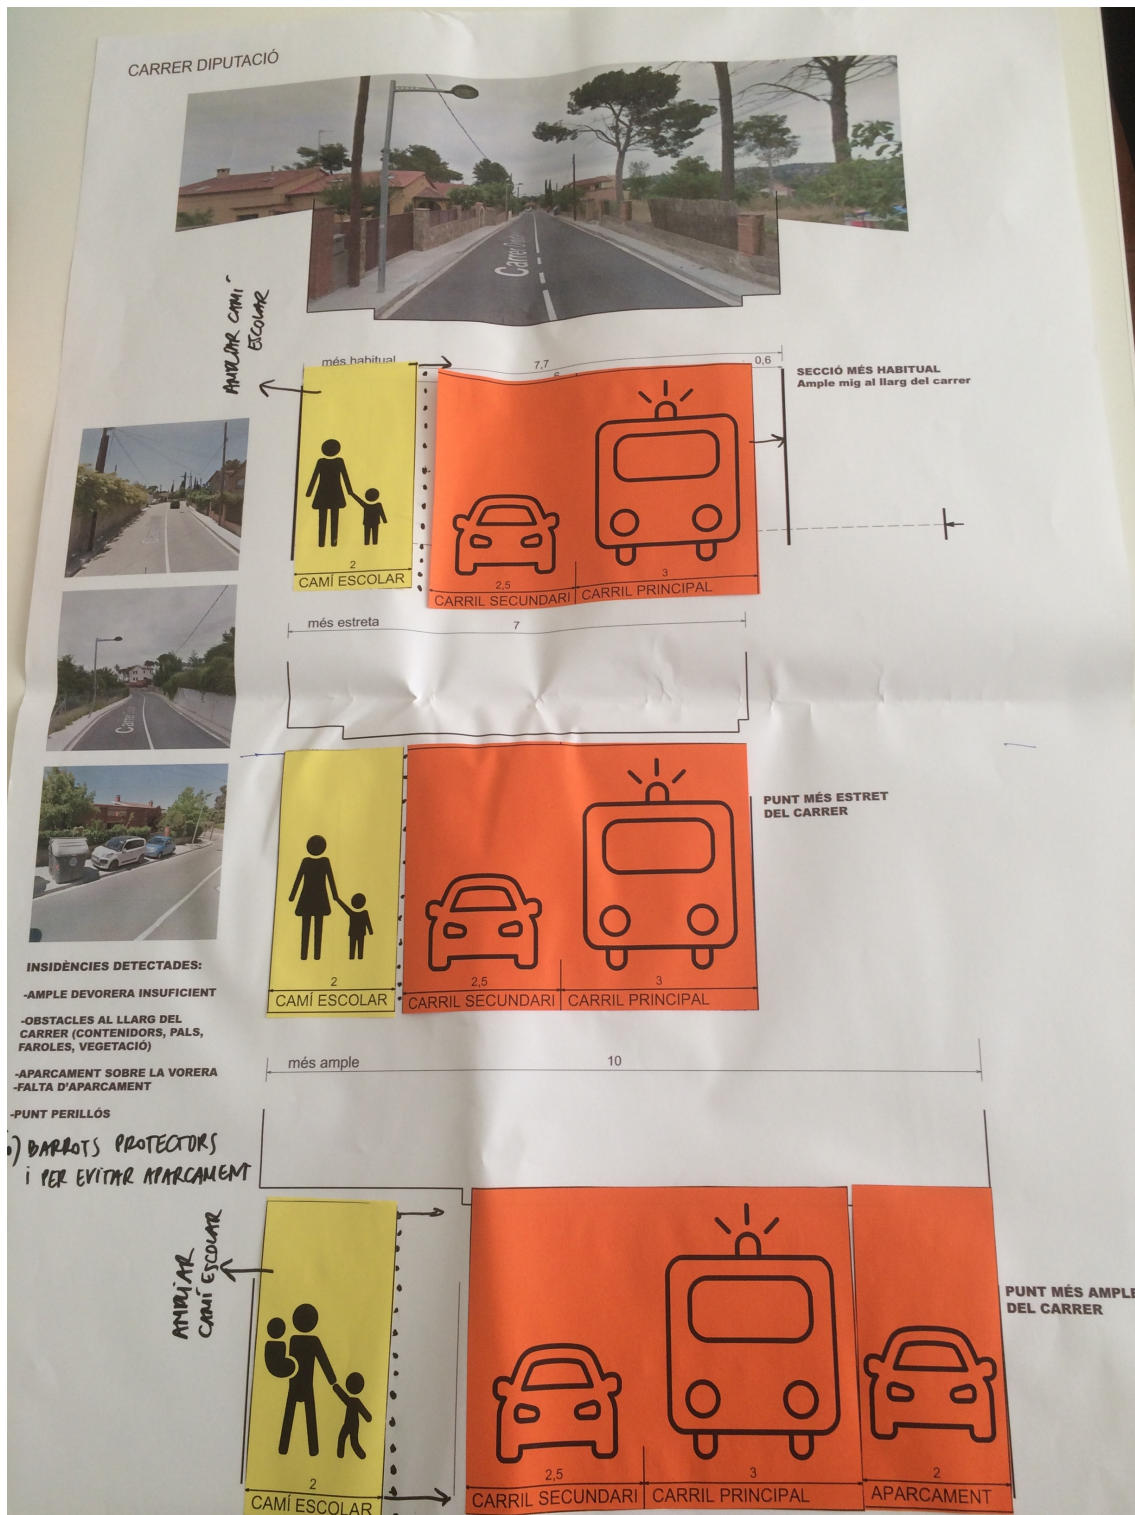 CARRER DIPUTACIÓ
AMPLIAR CAMÍ
ESCOLAR
més habitual
7,7
0,6
SECCIÓ MÉS HABITUAL
Ample mig al llarg del carrer
2
CAMÍ ESCOLAR
2,5
CARRIL SECUNDARI
3
CARRIL PRINCIPAL
més estreta
7
PUNT MÉS ESTRET
DEL CARRER
2
CAMÍ ESCOLAR
2,5
CARRIL SECUNDARI
3
CARRIL PRINCIPAL
INSIDÈNCIES DETECTADES:
-AMPLE DEVORERA INSUFICIENT
-OBSTACLES AL LLARG DEL
CARRER (CONTENIDORS, PALS,
FAROLES, VEGETACIÓ)
-APARCAMENT SOBRE LA VORERA
-FALTA D'APARCAMENT
-PUNT PERILLÓS
BARROTS PROTECTORS
i PER EVITAR APARCAMENT
més ample
10
AMPLIAR
CAMÍ ESCOLAR
PUNT MÉS AMPLE
DEL CARRER
2
CAMÍ ESCOLAR
2,5
CARRIL SECUNDARI
3
CARRIL PRINCIPAL
2
APARCAMENT